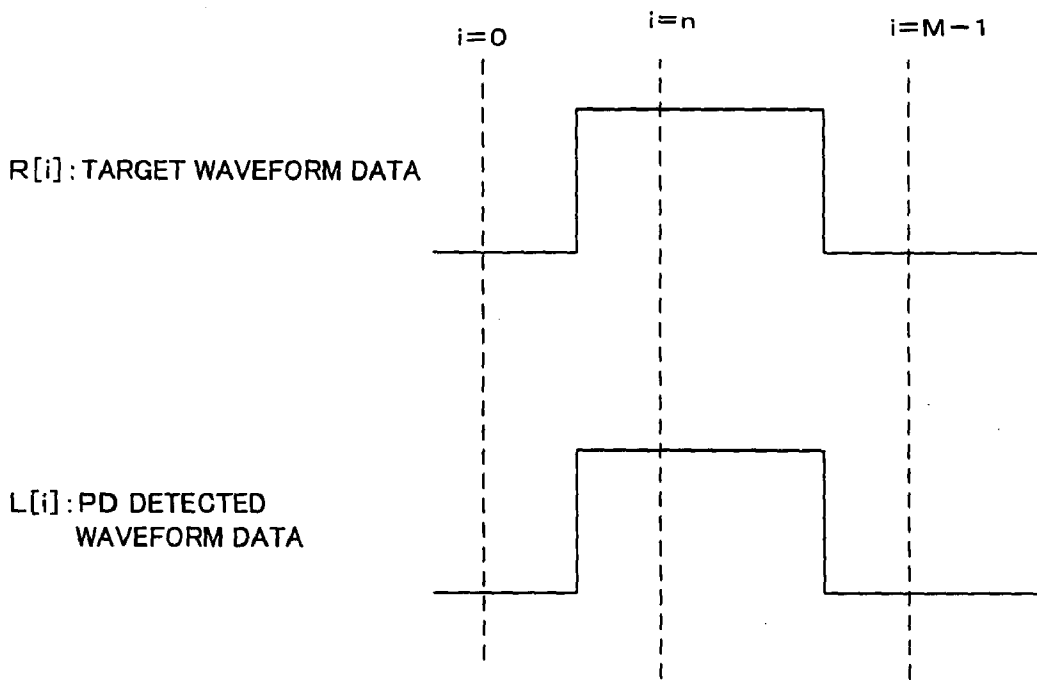 i=0
i=n
i=M-1
R[i]: TARGET WAVEFORM DATA
L[i]: PD DETECTED
WAVEFORM DATA